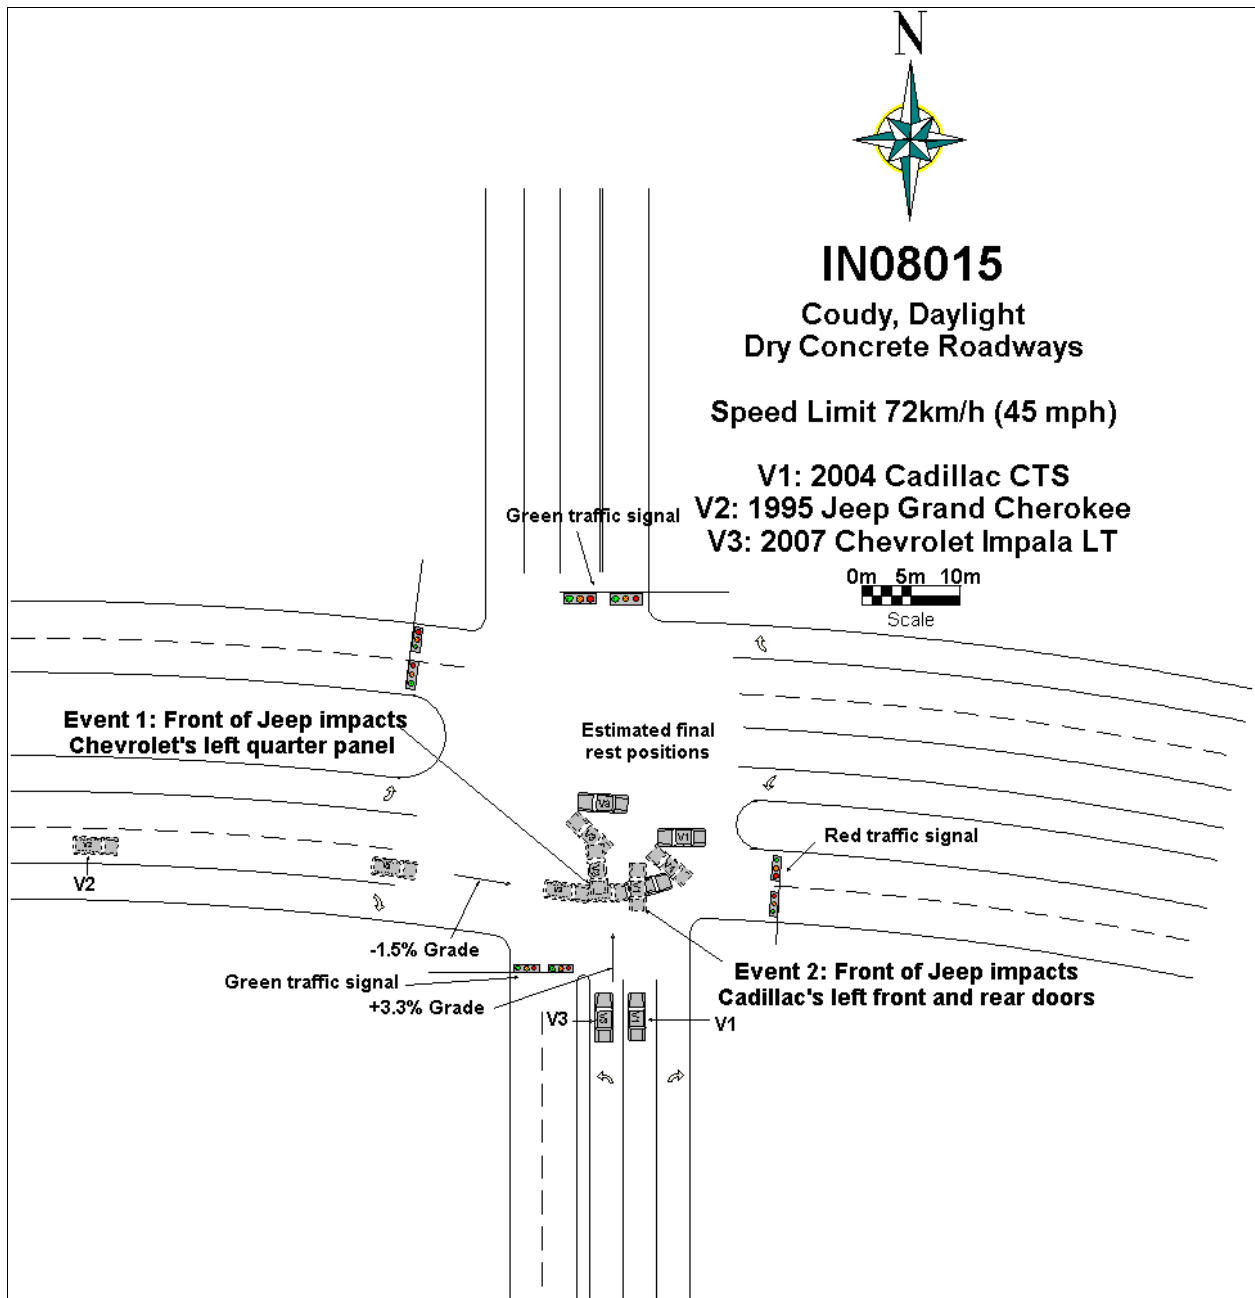 N
IN08015
Coudy, Daylight
Dry Concrete Roadways
Speed Limit 72km/h (45 mph)
V1: 2004 Cadillac CTS
V2: 1995 Jeep Grand Cherokee
V3: 2007 Chevrolet Impala LT
0m 5m 10m
Scale
Green traffic signal
Event 1: Front of Jeep impacts
Chevrolet's left quarter panel
Estimated final
rest positions
V3
V1
Red traffic signal
V2
-1.5% Grade
Green traffic signal
+3.3% Grade
Event 2: Front of Jeep impacts
Cadillac's left front and rear doors
V3
V1